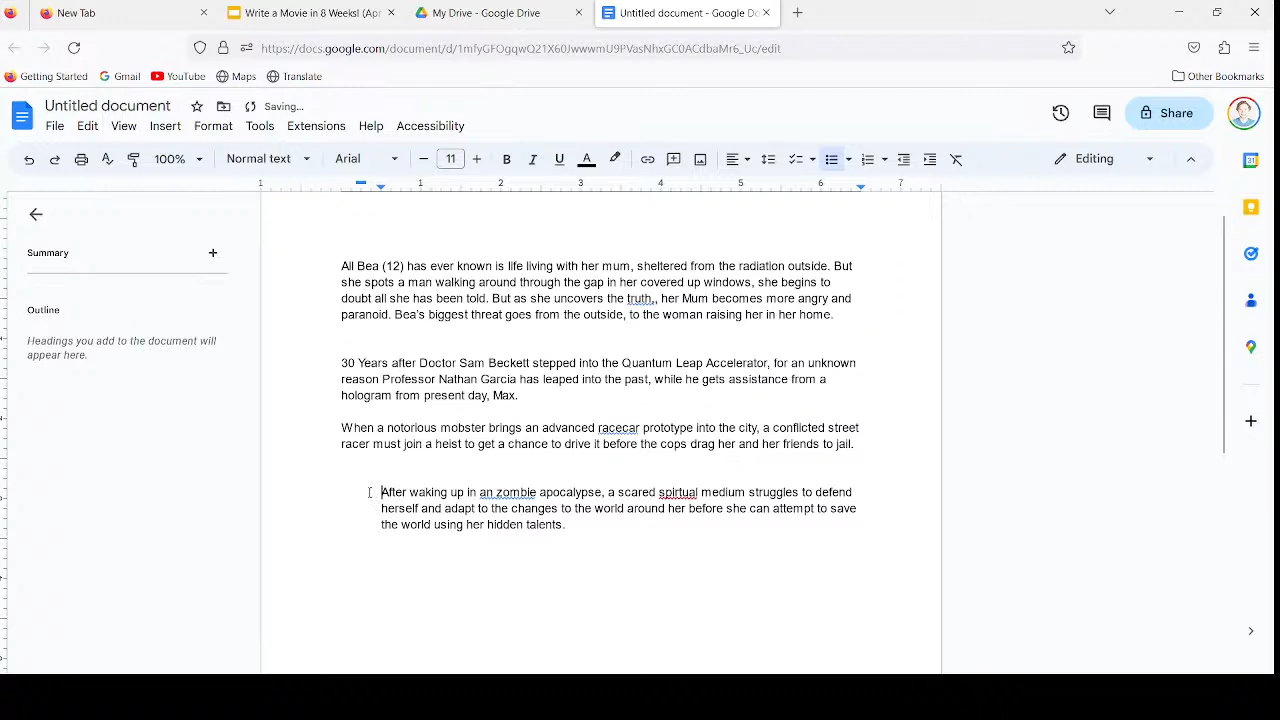 New Tab × Write a Movie in 8 Weeks! (Apr × My Drive - Google Drive × Untitled document - Google Do × +
https://docs.google.com/document/d/1mfyGFOgqwQ21X60JwwwmU9PVasNhxGC0ACdbaMr6_Uc/edit
Getting Started Gmail YouTube Maps Translate Other Bookmarks
Untitled document Saving...
File Edit View Insert Format Tools Extensions Help Accessibility
Share
100% Normal text Arial − 11 + B I U A Editing
1 1 2 3 4 5 6 7
Summary +
Outline
Headings you add to the document will
appear here.
All Bea (12) has ever known is life living with her mum, sheltered from the radiation outside. But
she spots a man walking around through the gap in her covered up windows, she begins to
doubt all she has been told. But as she uncovers the truth,, her Mum becomes more angry and
paranoid. Bea's biggest threat goes from the outside, to the woman raising her in her home.
30 Years after Doctor Sam Beckett stepped into the Quantum Leap Accelerator, for an unknown
reason Professor Nathan Garcia has leaped into the past, while he gets assistance from a
hologram from present day, Max.
When a notorious mobster brings an advanced racecar prototype into the city, a conflicted street
racer must join a heist to get a chance to drive it before the cops drag her and her friends to jail.
After waking up in an zombie apocalypse, a scared spirtual medium struggles to defend
herself and adapt to the changes to the world around her before she can attempt to save
the world using her hidden talents.